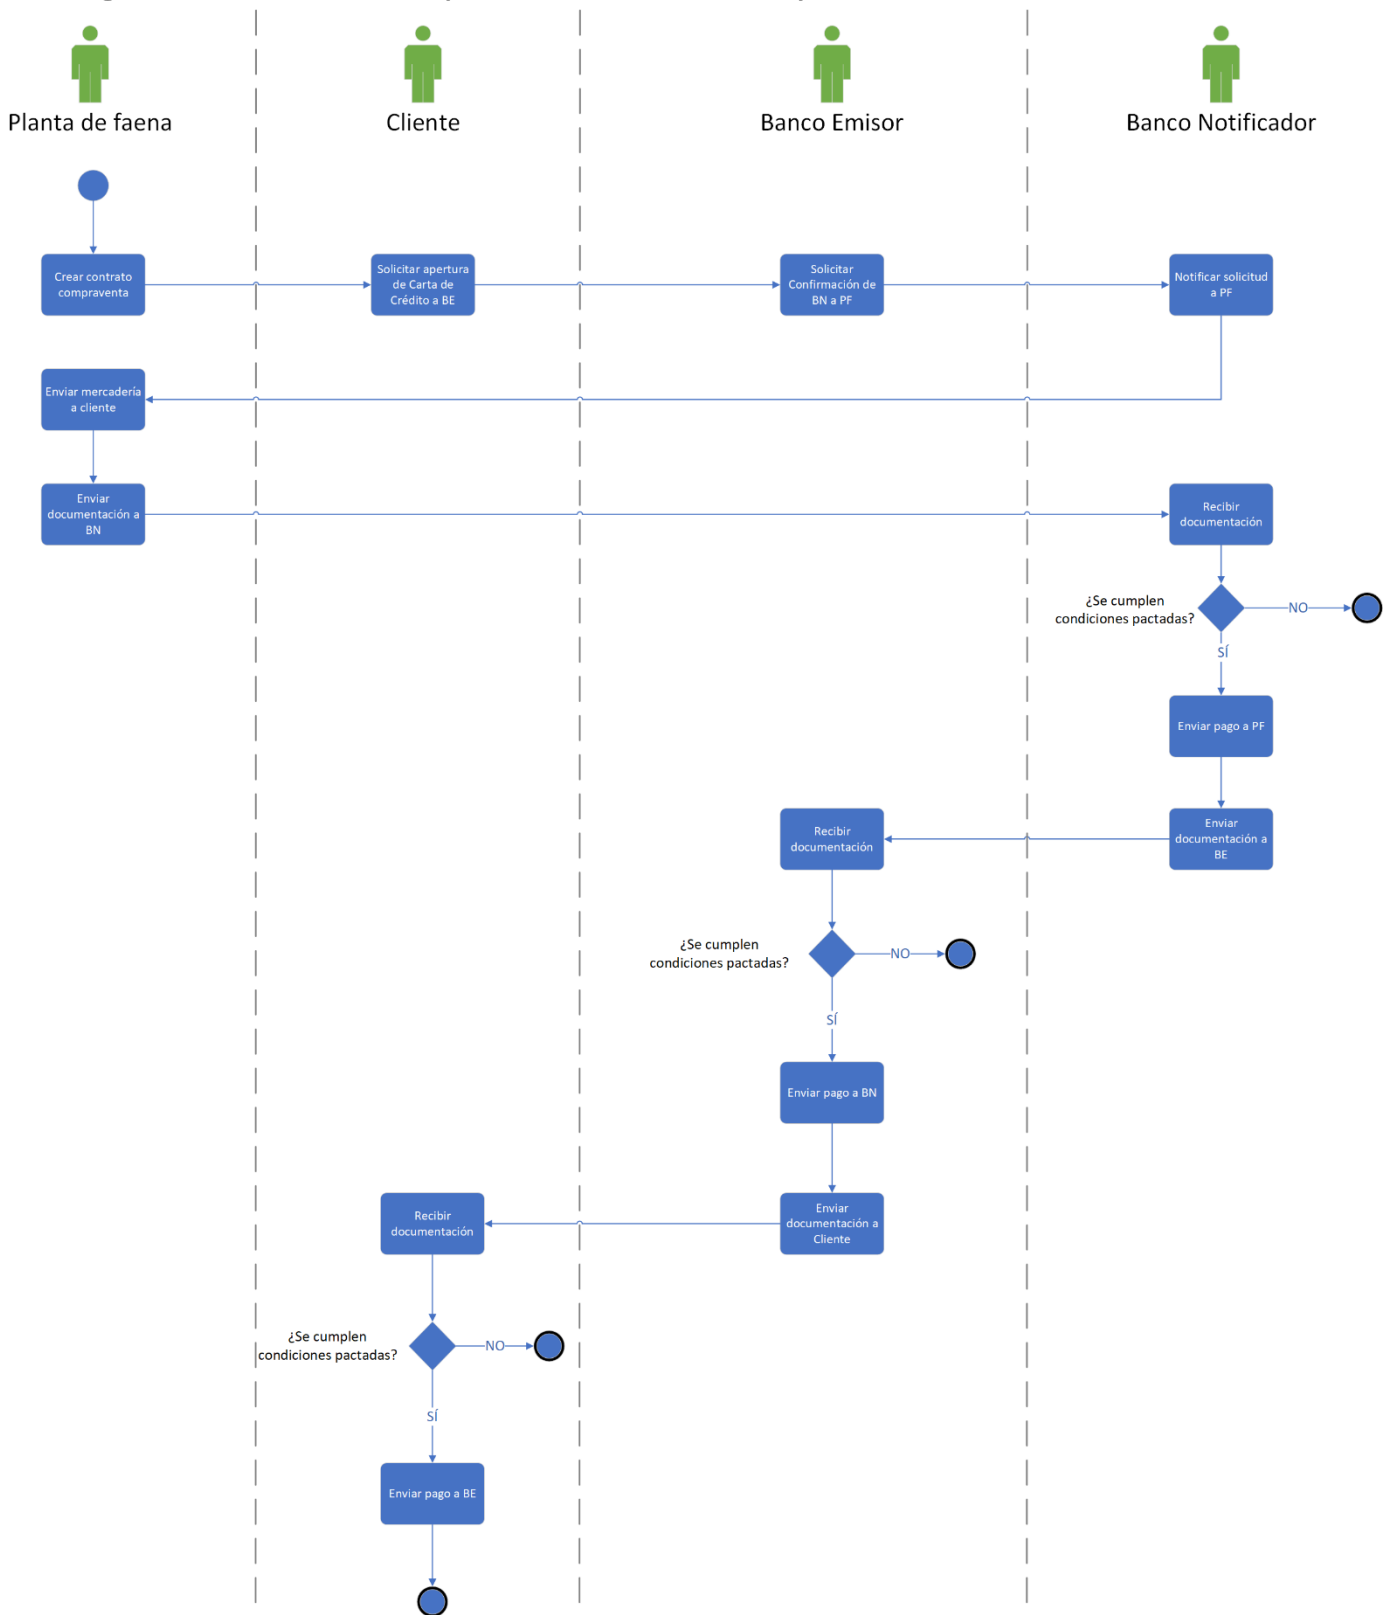 Planta de faena
Cliente
Banco Emisor
Banco Notificador
Crear contrato
compraventa
Solicitar apertura
de Carta de
Crédito a BE
Solicitar
Confirmación de
BN a PF
Notificar solicitud
a PF
Enviar mercadería
a cliente
Enviar
documentación a
BN
Recibir
documentación
¿Se cumplen
condiciones pactadas?
NO
SÍ
Enviar pago a PF
Enviar
documentación a
BE
Recibir
documentación
¿Se cumplen
condiciones pactadas?
NO
SÍ
Enviar pago a BN
Enviar
documentación a
Cliente
Recibir
documentación
¿Se cumplen
condiciones pactadas?
NO
SÍ
Enviar pago a BE